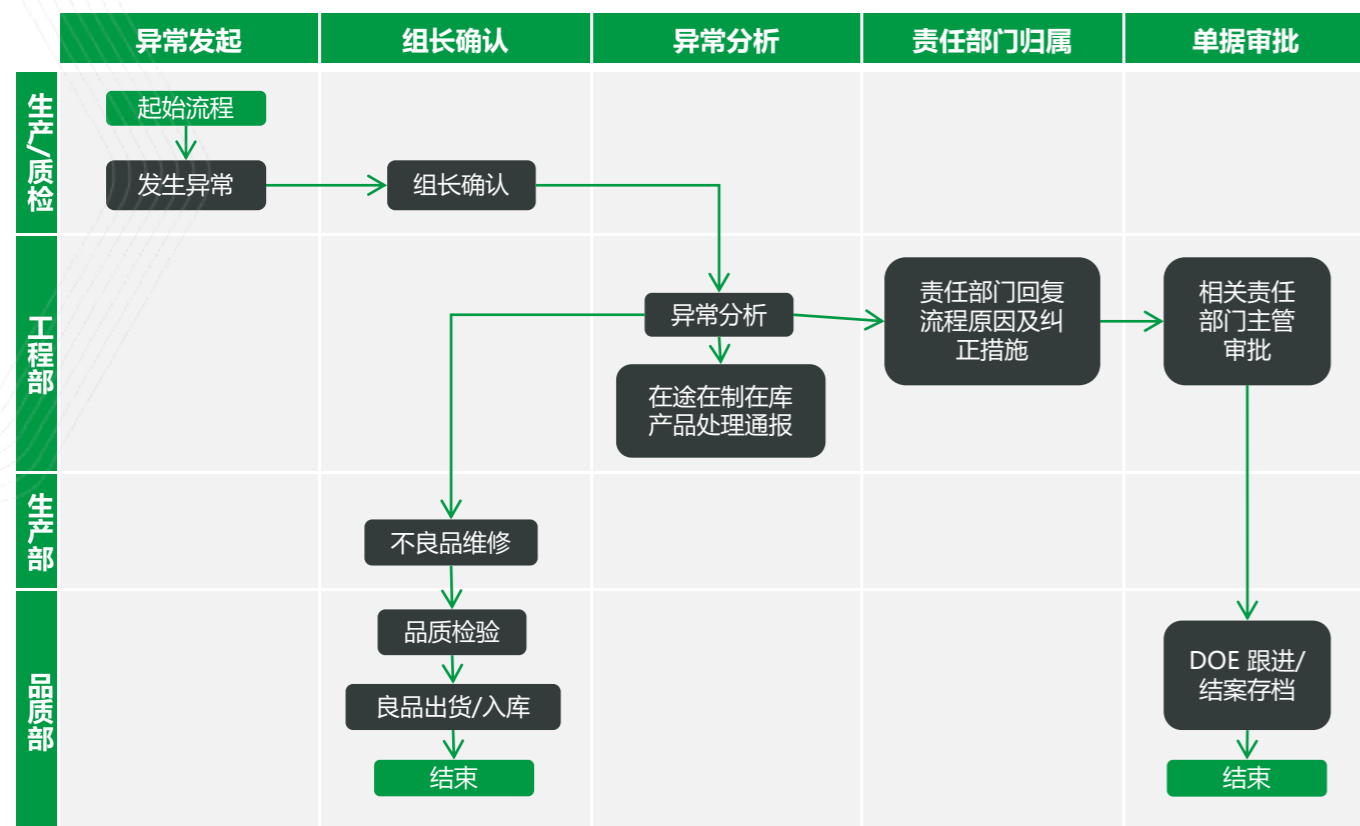 异常发起
组长确认
异常分析
责任部门归属
单据审批
生产/质检
起始流程
发生异常
组长确认
工程部
异常分析
责任部门回复
流程原因及纠
正措施
相关责任
部门主管
审批
在途在制在库
产品处理通报
生产部
不良品维修
品质部
品质检验
良品出货/入库
结束
DOE 跟进/
结案存档
结束